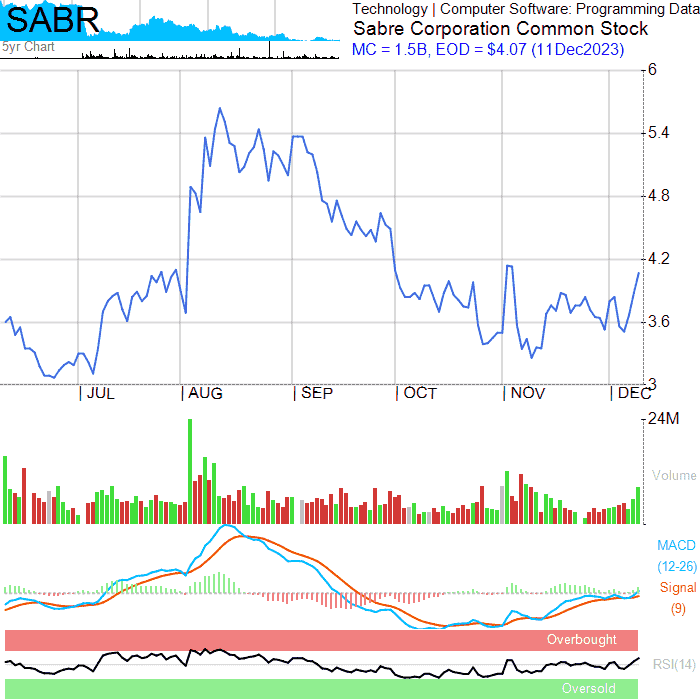 SABR
5yr Chart
Technology | Computer Software: Programming Data
Sabre Corporation Common Stock
MC = 1.5B, EOD = $4.07 (11Dec2023)
6
5.4
4.8
4.2
3.6
3
| JUL | AUG | SEP | OCT | NOV | DEC
24M
Volume
MACD
(12-26)
Signal
(9)
Overbought
RSI(14)
Oversold